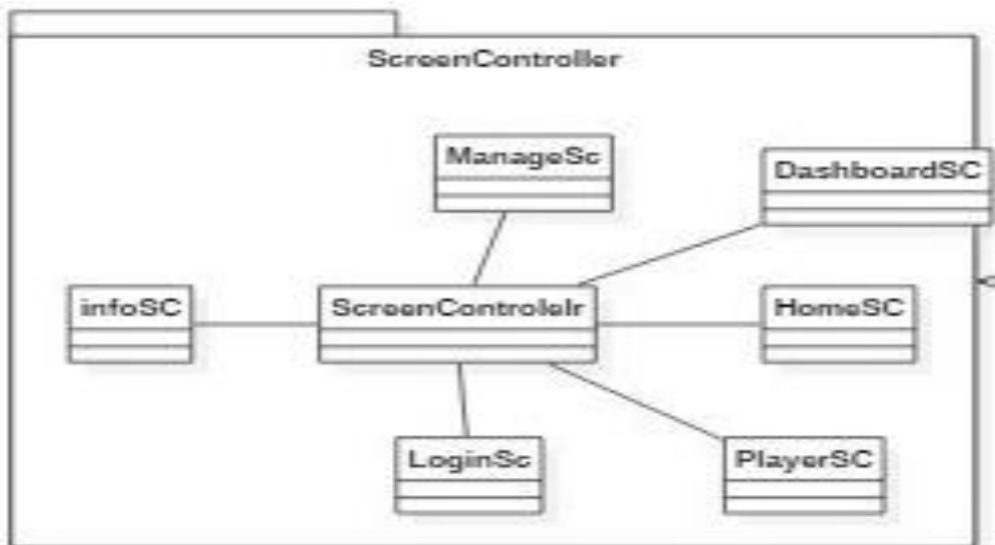 ScreenController
ManageSc
DashboardSC
infoSC
ScreenControlelr
HomeSC
LoginSc
PlayerSC